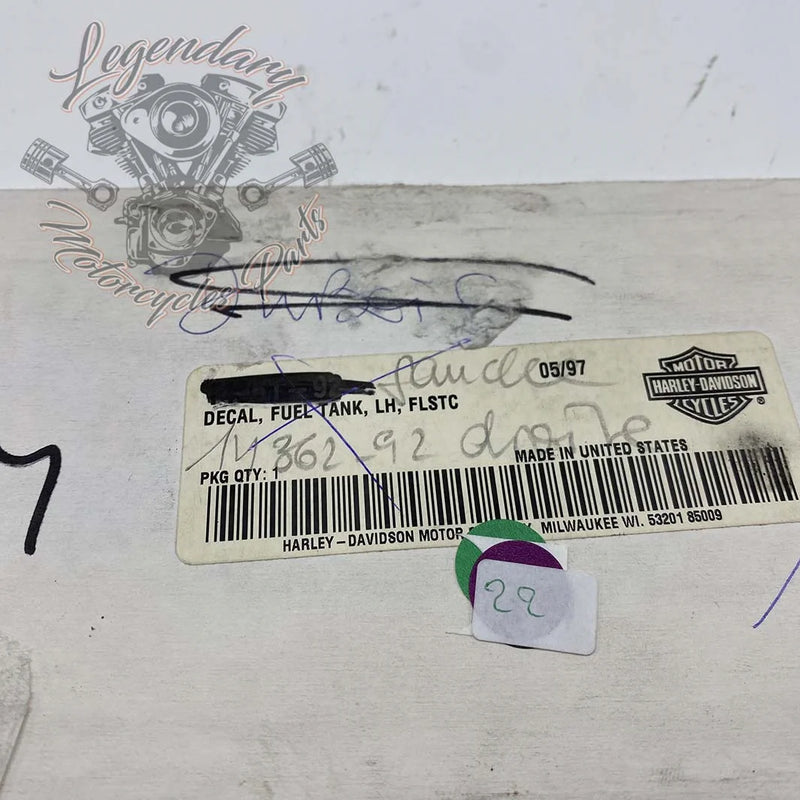 Legendary
Motorcycles Parts
05/97
MOTOR
HARLEY-DAVIDSON
CYCLES
®
DECAL, FUEL TANK, LH, FLSTC
14362-92 droite
MADE IN UNITED STATES
PKG QTY: 1
HARLEY-DAVIDSON MOTOR MILWAUKEE WI. 53201 85009
22